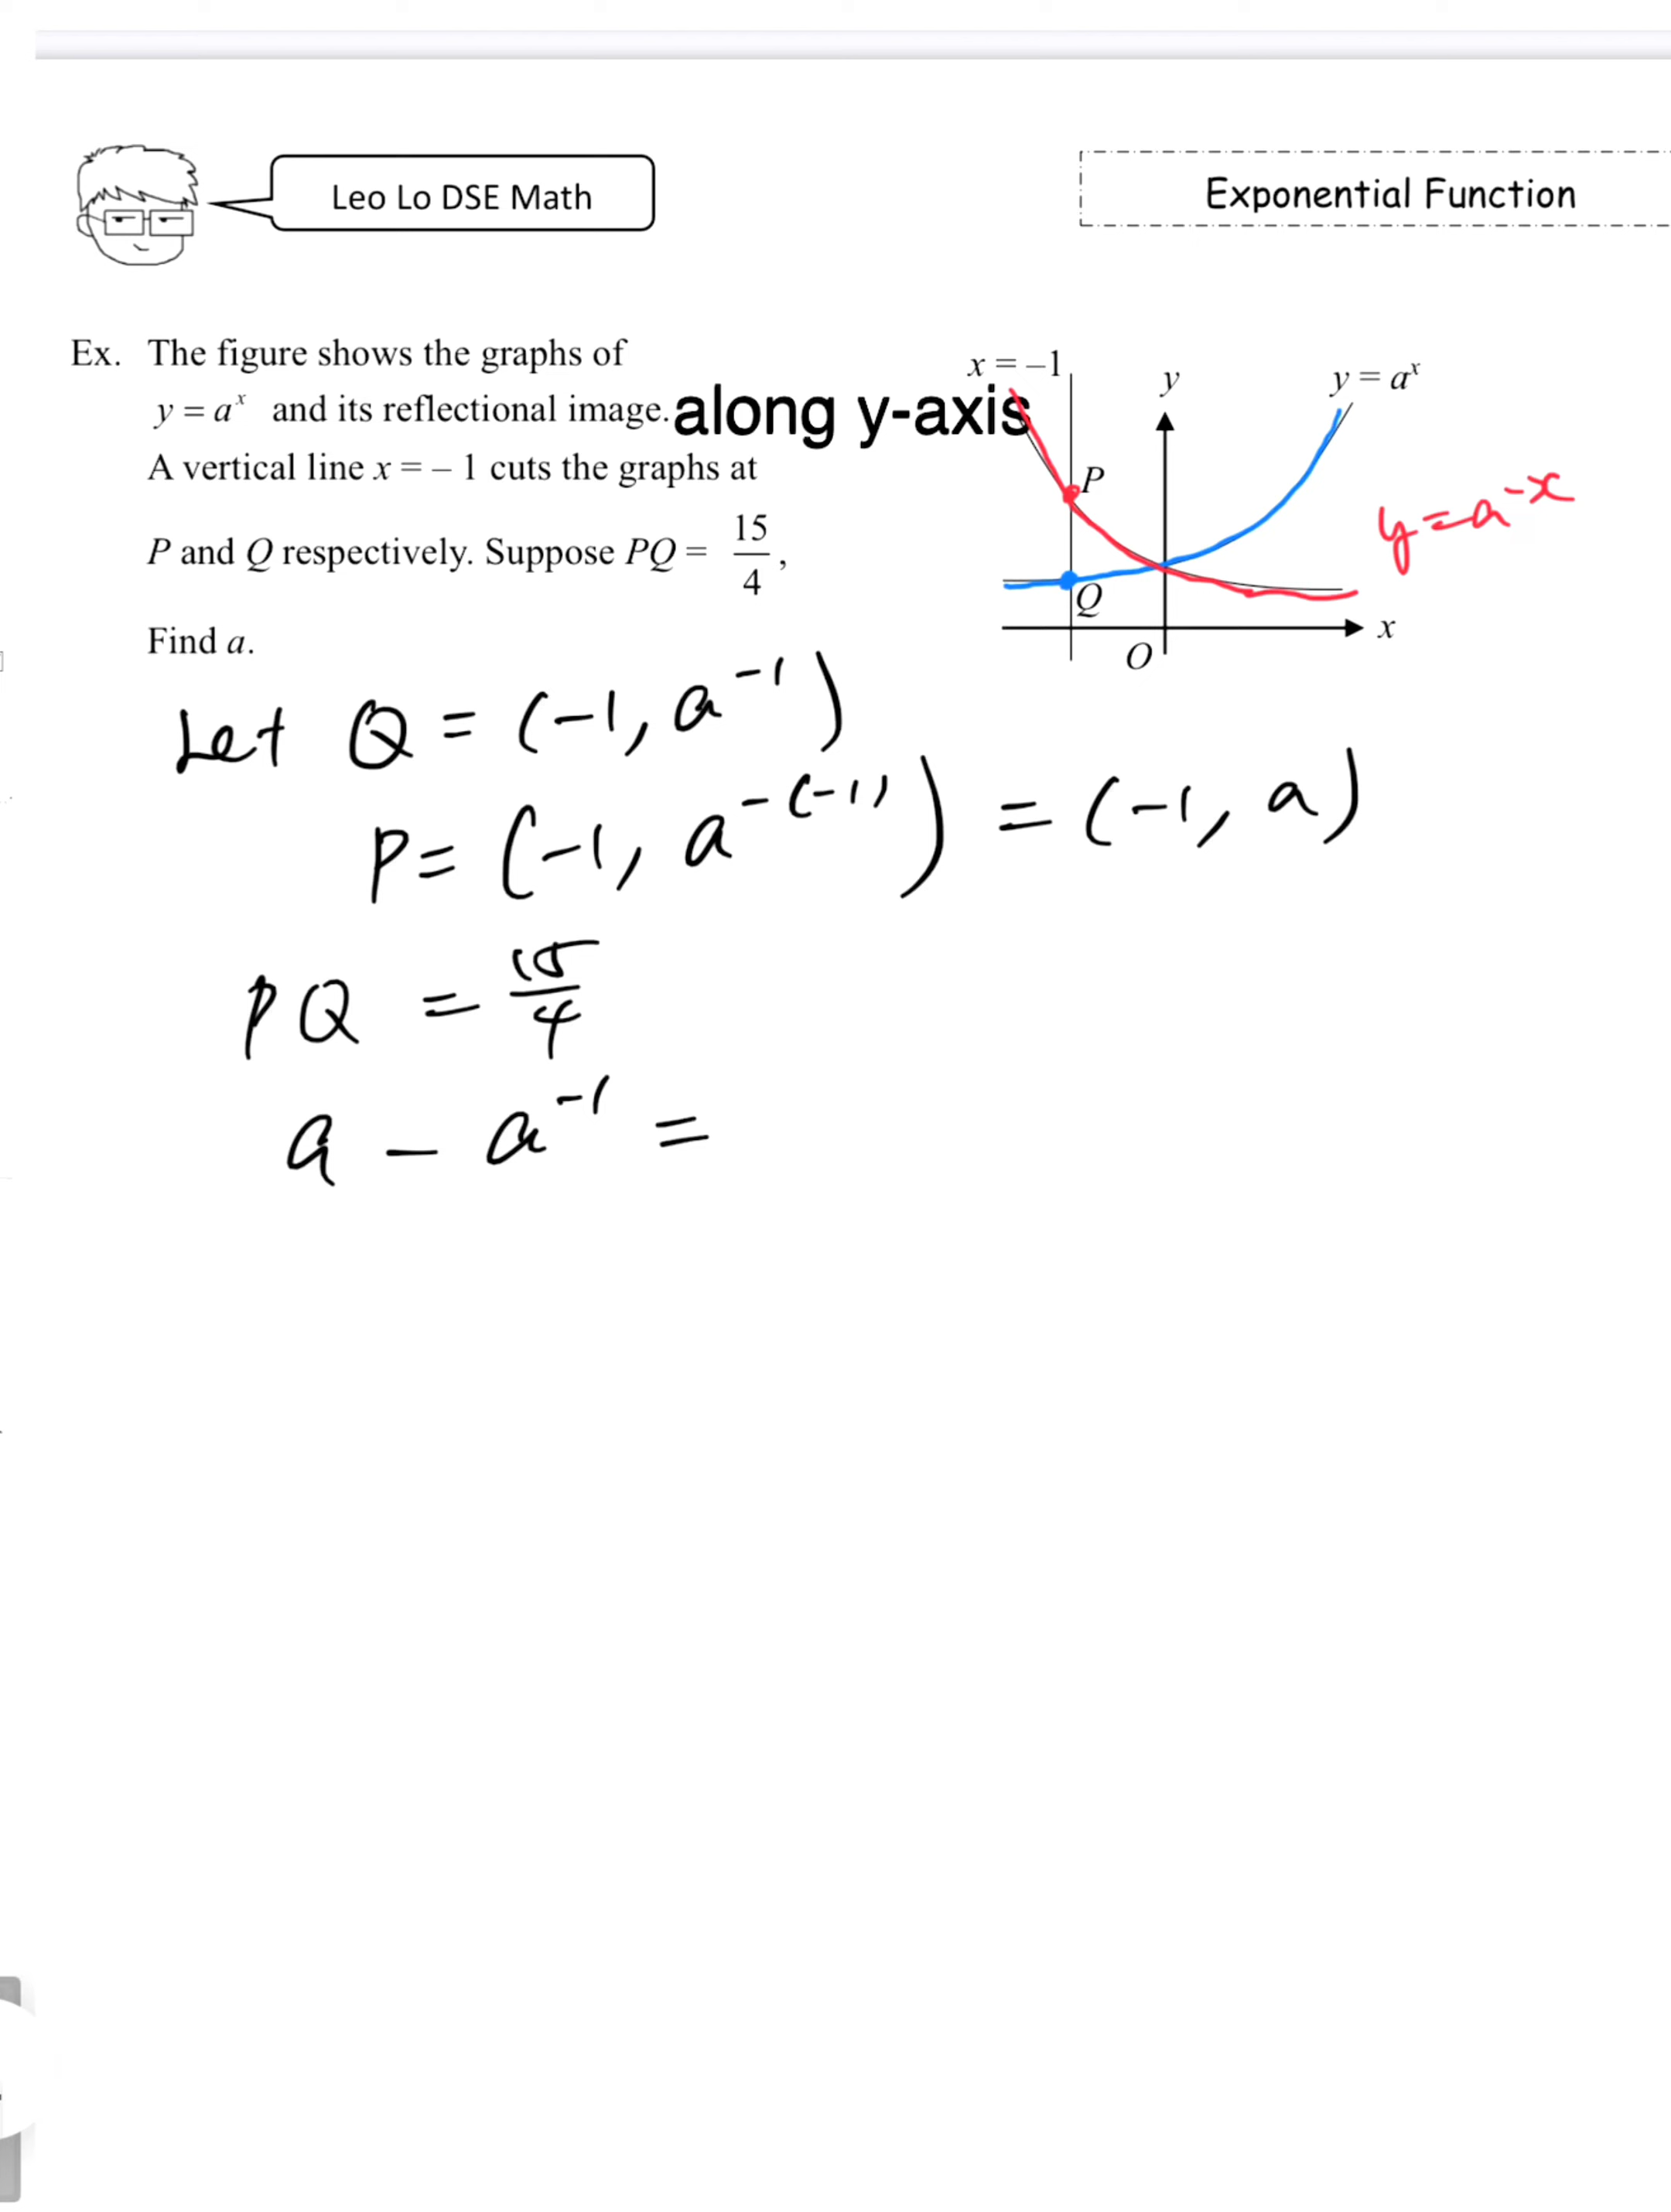 Leo Lo DSE Math
Exponential Function
Ex. The figure shows the graphs of
y = aˣ and its reflectional image. along y-axis
A vertical line x = – 1 cuts the graphs at
P and Q respectively. Suppose PQ = 15/4,
Find a.
x = –1
y
y = aˣ
P
y = a⁻ˣ
Q
x
O
Let Q = (-1, a⁻¹)
P = (-1, a⁻⁽⁻¹⁾) = (-1, a)
PQ = 15/4
a - a⁻¹ =